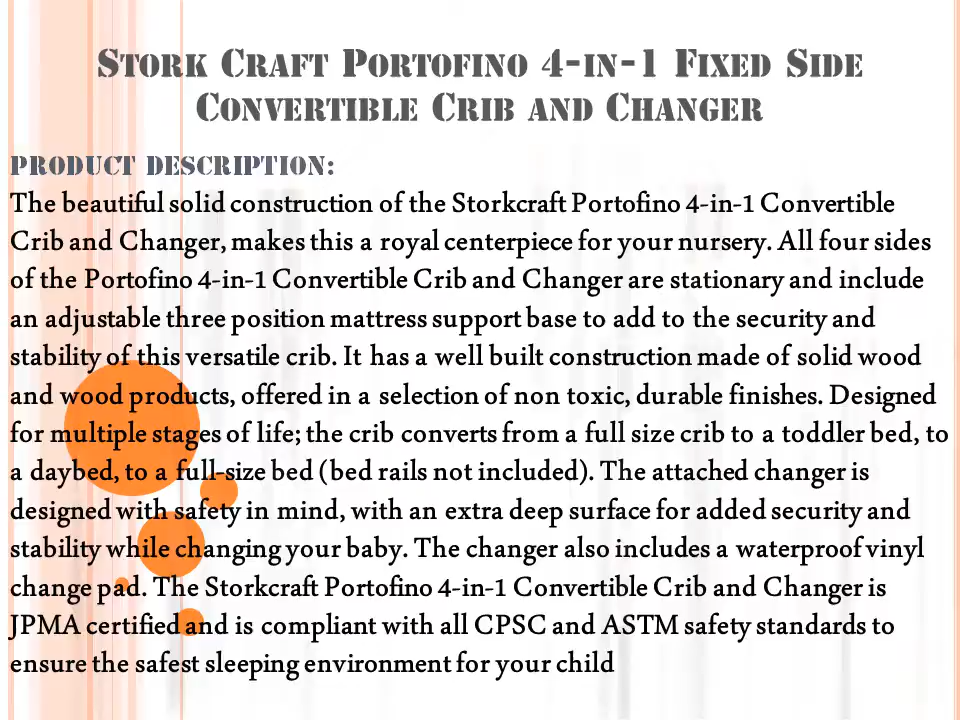 Stork Craft Portofino 4-in-1 Fixed Side
Convertible Crib and Changer
PRODUCT DESCRIPTION:
The beautiful solid construction of the Storkcraft Portofino 4-in-1 Convertible
Crib and Changer, makes this a royal centerpiece for your nursery. All four sides
of the Portofino 4-in-1 Convertible Crib and Changer are stationary and include
an adjustable three position mattress support base to add to the security and
stability of this versatile crib. It has a well built construction made of solid wood
and wood products, offered in a selection of non toxic, durable finishes. Designed
for multiple stages of life; the crib converts from a full size crib to a toddler bed, to
a daybed, to a full-size bed (bed rails not included). The attached changer is
designed with safety in mind, with an extra deep surface for added security and
stability while changing your baby. The changer also includes a waterproof vinyl
change pad. The Storkcraft Portofino 4-in-1 Convertible Crib and Changer is
JPMA certified and is compliant with all CPSC and ASTM safety standards to
ensure the safest sleeping environment for your child